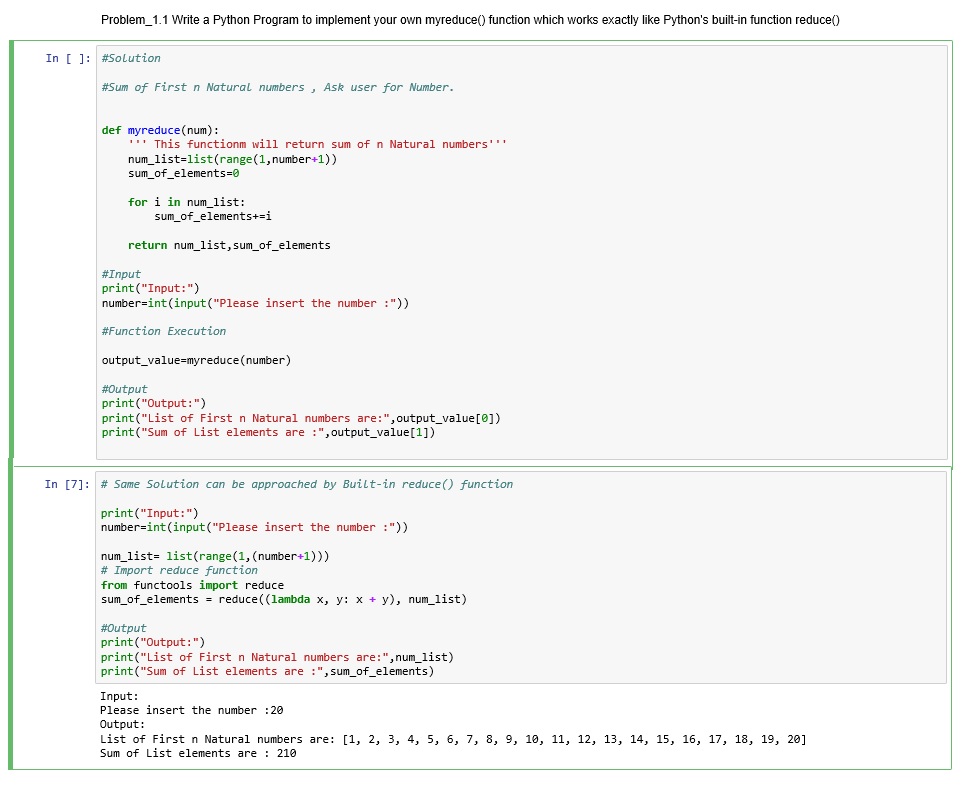 Problem_1.1 Write a Python Program to implement your own myreduce() function which works exactly like Python's built-in function reduce()
In [ ]:
#Solution
#Sum of First n Natural numbers , Ask user for Number.
def myreduce(num):
''' This functionm will return sum of n Natural numbers'''
num_list=list(range(1,number+1))
sum_of_elements=0
for i in num_list:
sum_of_elements+=i
return num_list,sum_of_elements
#Input
print("Input:")
number=int(input("Please insert the number :"))
#Function Execution
output_value=myreduce(number)
#Output
print("Output:")
print("List of First n Natural numbers are:",output_value[0])
print("Sum of List elements are :",output_value[1])
In [7]:
# Same Solution can be approached by Built-in reduce() function
print("Input:")
number=int(input("Please insert the number :"))
num_list= list(range(1,(number+1)))
# Import reduce function
from functools import reduce
sum_of_elements = reduce((lambda x, y: x + y), num_list)
#Output
print("Output:")
print("List of First n Natural numbers are:",num_list)
print("Sum of List elements are :",sum_of_elements)
Input:
Please insert the number :20
Output:
List of First n Natural numbers are: [1, 2, 3, 4, 5, 6, 7, 8, 9, 10, 11, 12, 13, 14, 15, 16, 17, 18, 19, 20]
Sum of List elements are : 210